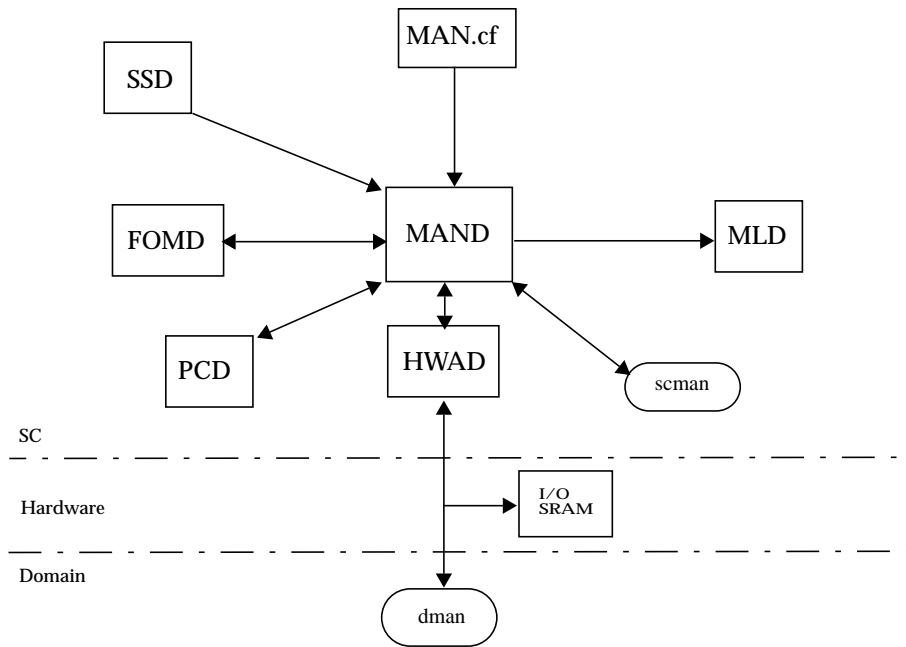 MAN.cf
SSD
FOMD
MAND
MLD
PCD
HWAD
scman
SC
Hardware
I/O
SRAM
Domain
dman